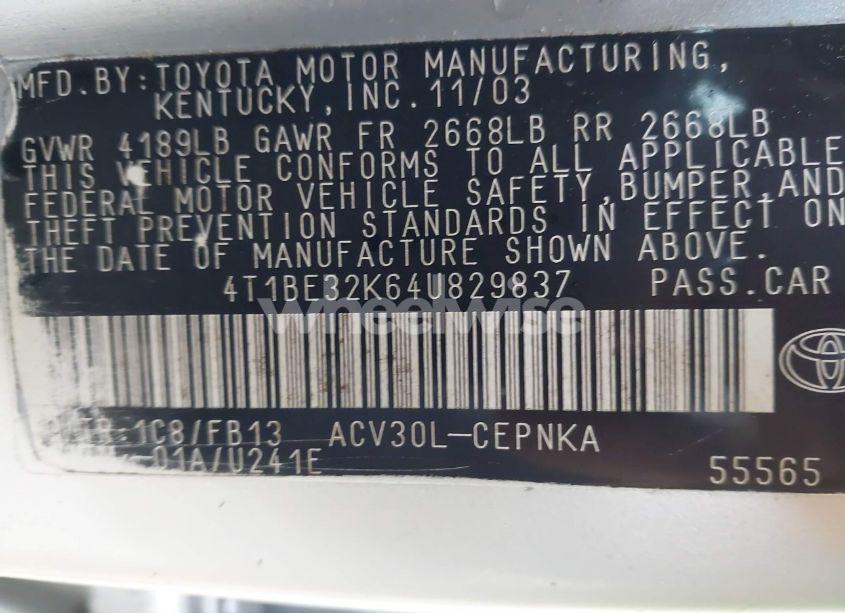 MFD.BY:TOYOTA MOTOR MANUFACTURING,
KENTUCKY,INC.11/03
GVWR 4189LB GAWR FR 2668LB RR 2668LB
THIS VEHICLE CONFORMS TO ALL APPLICABLE
FEDERAL MOTOR VEHICLE SAFETY,BUMPER,AND
THEFT PREVENTION STANDARDS IN EFFECT ON
THE DATE OF MANUFACTURE SHOWN ABOVE.
4T1BE32K64U829837 PASS.CAR
wheelwise
1C8/FB13 ACV30L-CEPNKA
01A/U241E
55565